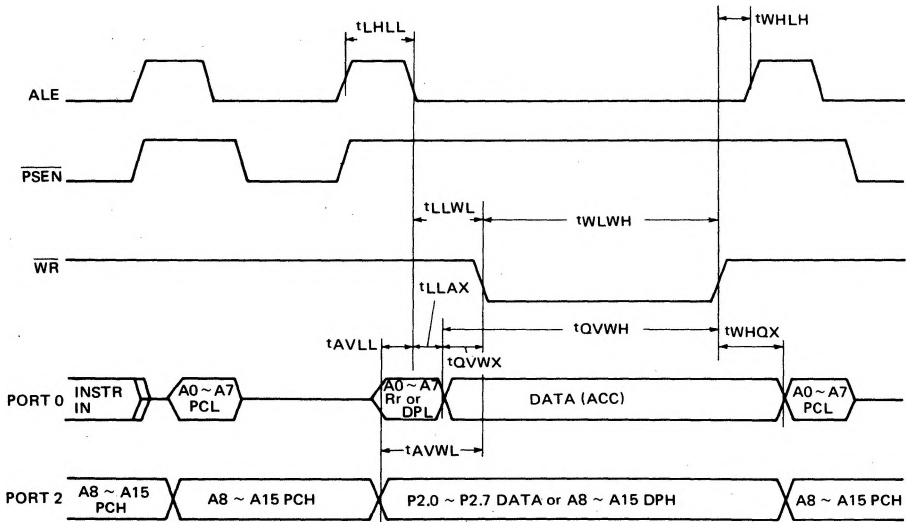 tLHLL
tWHLH
ALE
PSEN
tLLWL
tWLWH
WR
tLLAX
tQVWH
tWHQX
tAVLL
tQVWX
PORT 0
INSTR
IN
A0 ~ A7
PCL
A0 ~ A7
Rr or
DPL
DATA (ACC)
A0 ~ A7
PCL
tAVWL
PORT 2
A8 ~ A15
PCH
A8 ~ A15 PCH
P2.0 ~ P2.7 DATA or A8 ~ A15 DPH
A8 ~ A15 PCH